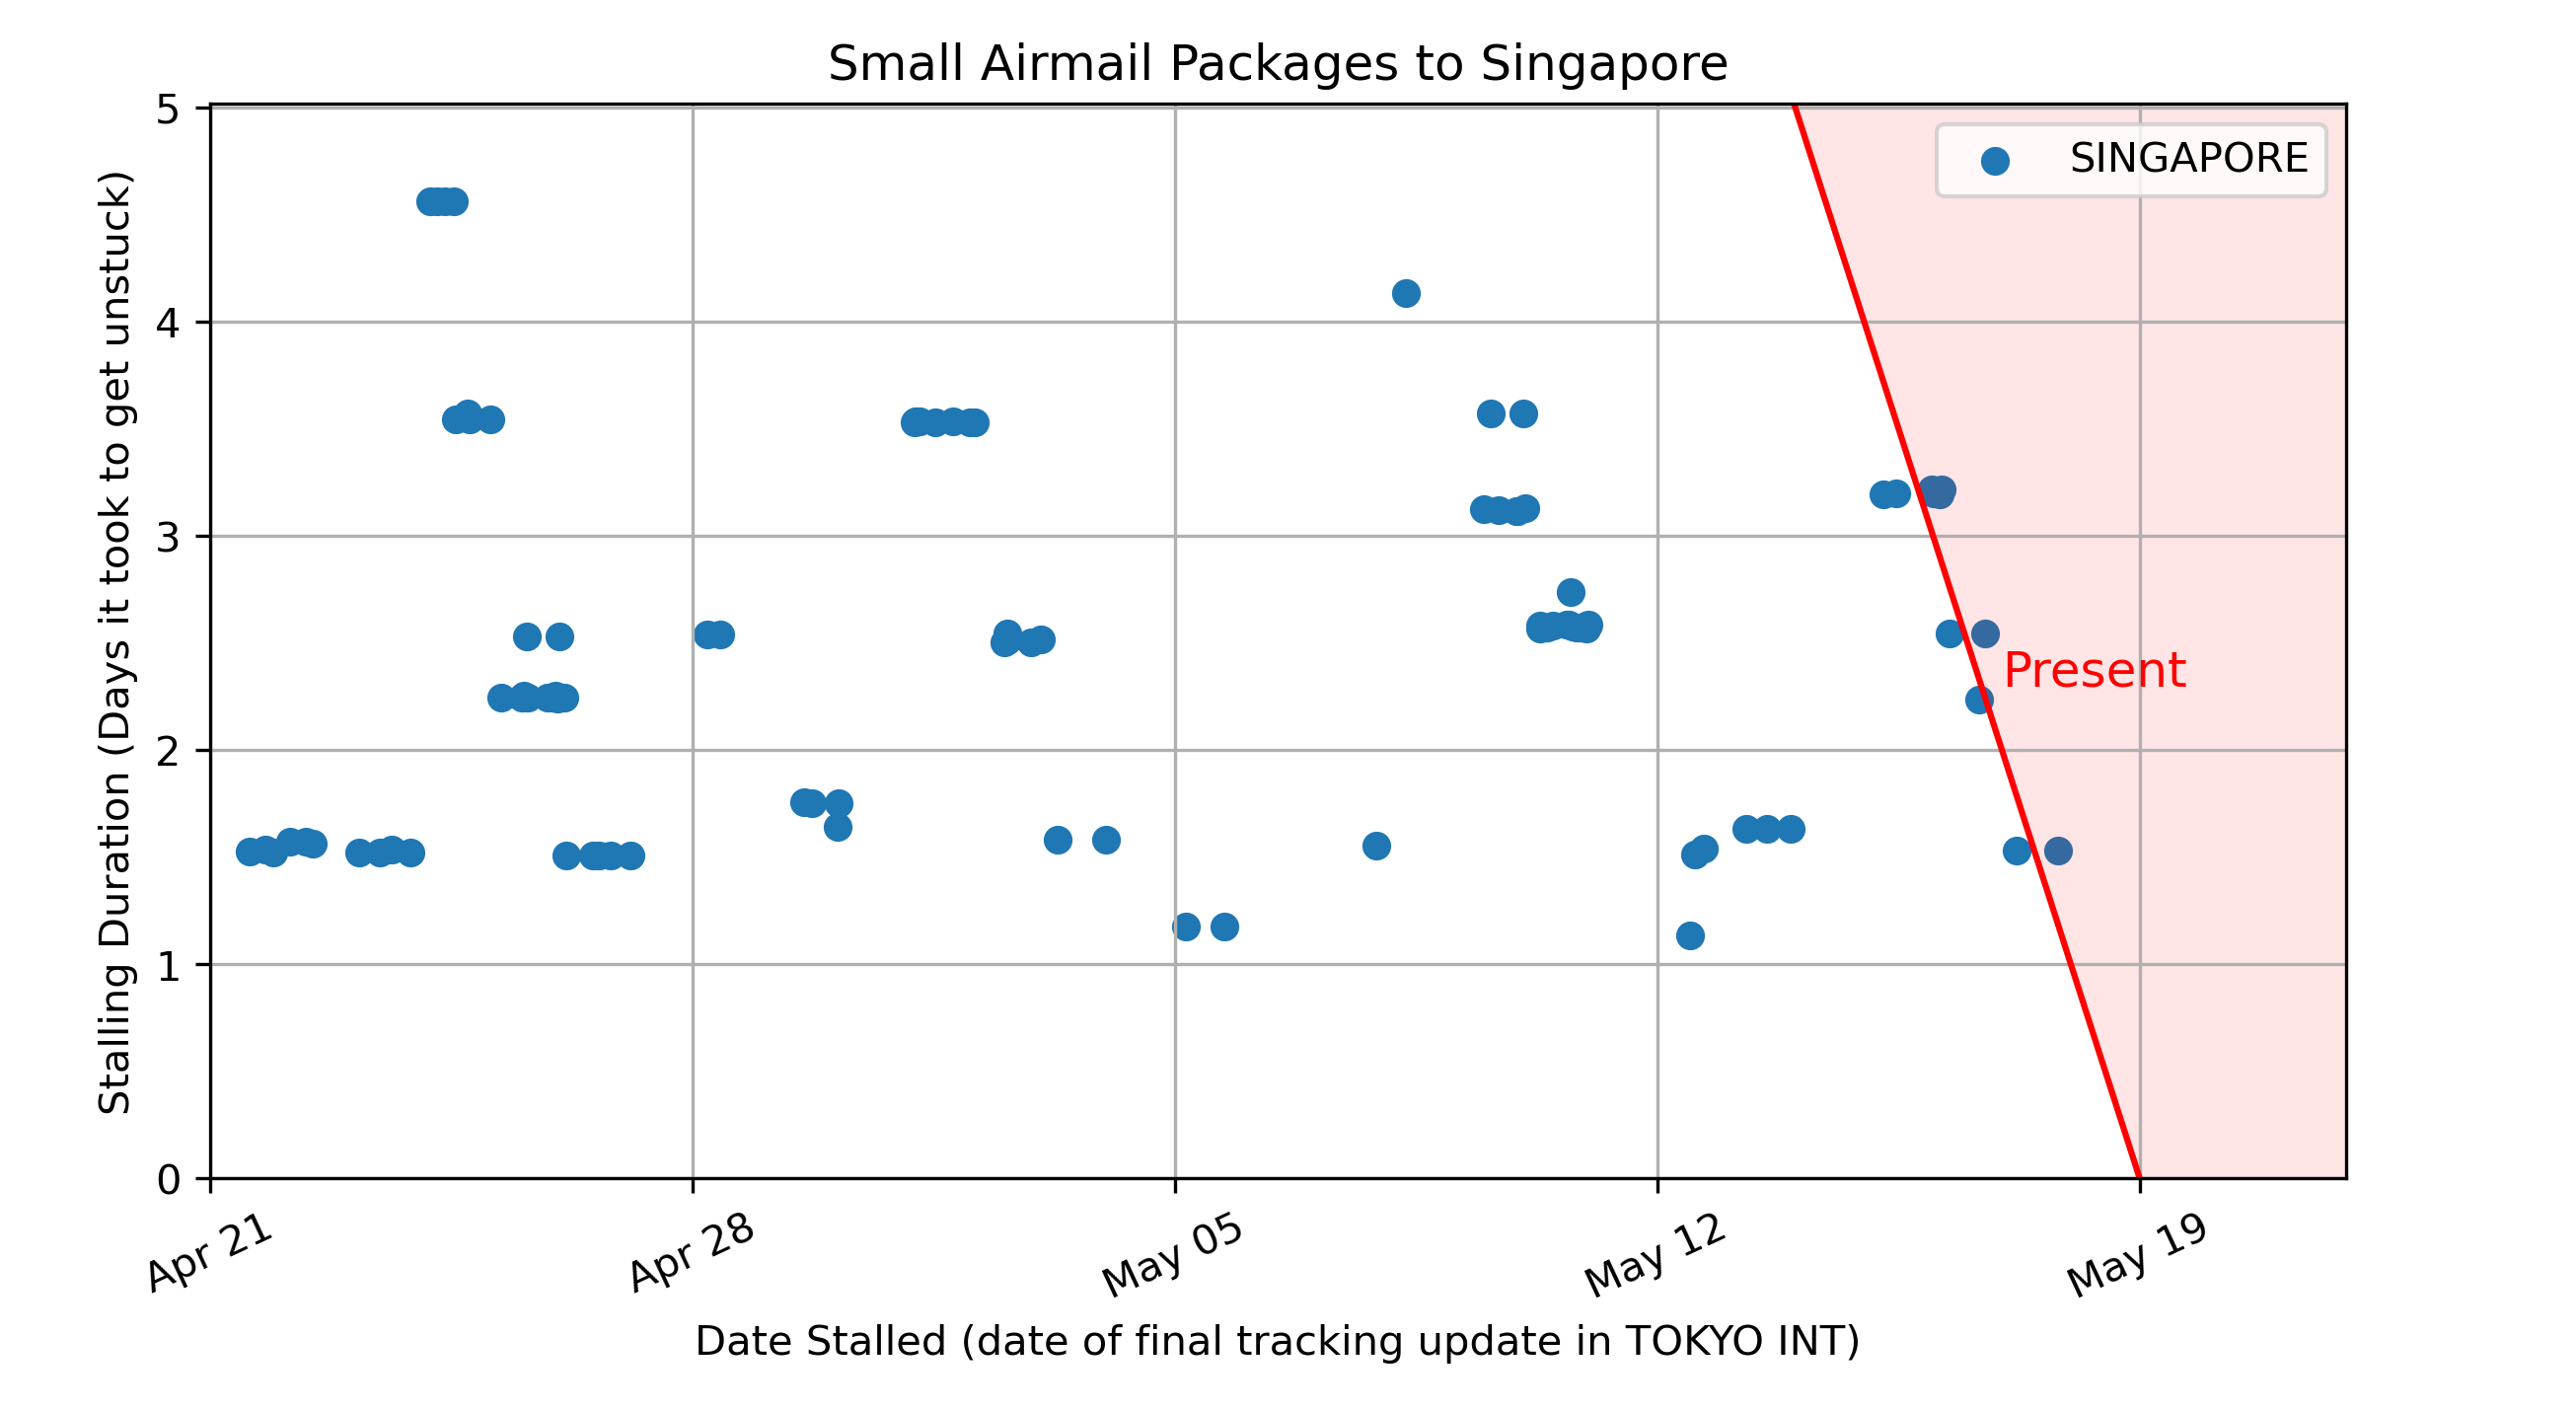 Small Airmail Packages to Singapore
SINGAPORE
Present
Stalling Duration (Days it took to get unstuck)
5
4
3
2
1
0
Apr 21
Apr 28
May 05
May 12
May 19
Date Stalled (date of final tracking update in TOKYO INT)